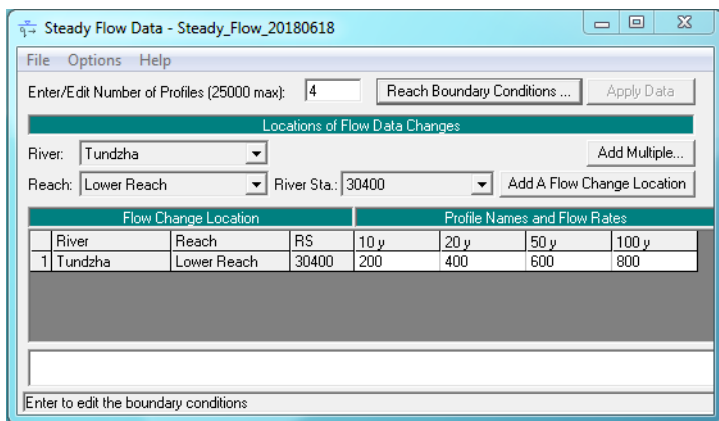 Steady Flow Data - Steady_Flow_20180618
File Options Help
Enter/Edit Number of Profiles (25000 max): 4 Reach Boundary Conditions ... Apply Data
Locations of Flow Data Changes
River: Tundzha Add Multiple...
Reach: Lower Reach River Sta.: 30400 Add A Flow Change Location
Flow Change Location Profile Names and Flow Rates
River Reach RS 10 y 20 y 50 y 100 y
1 Tundzha Lower Reach 30400 200 400 600 800
Enter to edit the boundary conditions